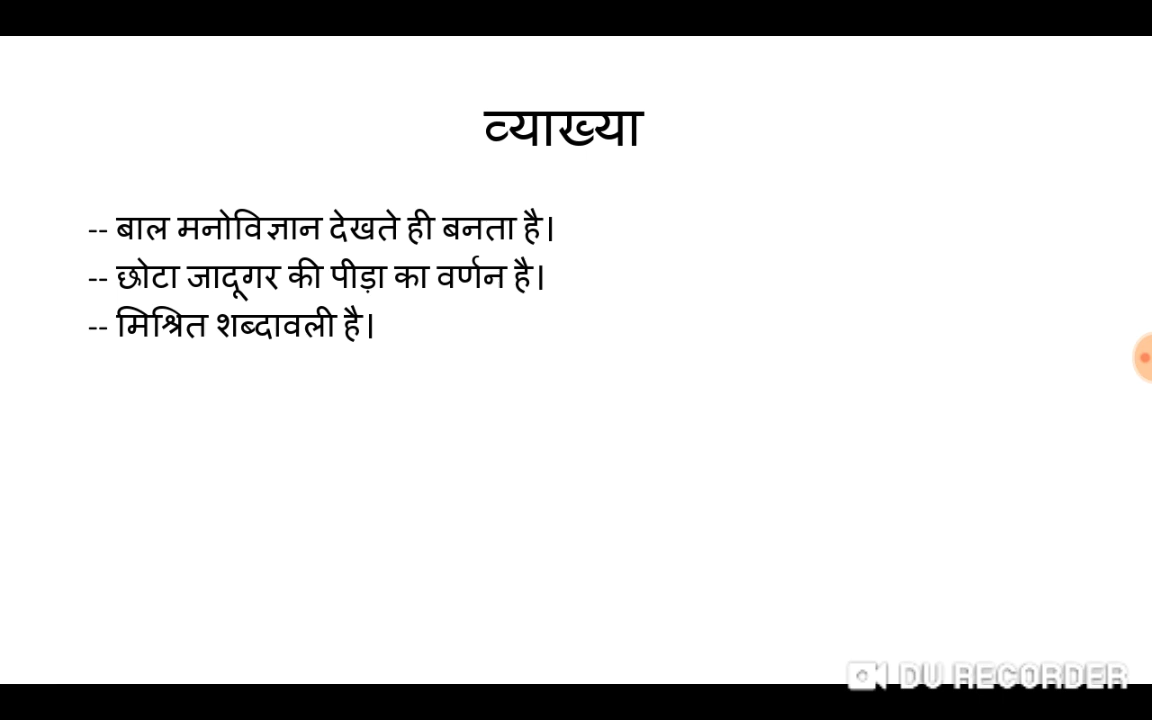 व्याख्या
-- बाल मनोविज्ञान देखते ही बनता है।
-- छोटा जादूगर की पीड़ा का वर्णन है।
-- मिश्रित शब्दावली है।
DU RECORDER